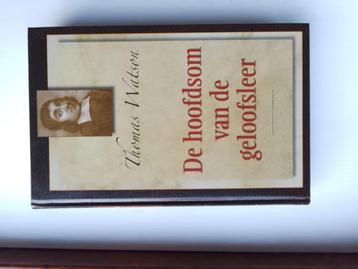 Thomas Watson
De hoofdsom
van de
geloofsleer